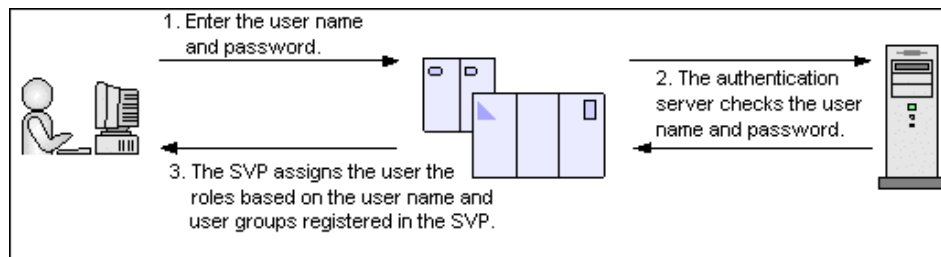 1. Enter the user name
and password.
2. The authentication
server checks the user
name and password.
3. The SVP assigns the user the
roles based on the user name and
user groups registered in the SVP.